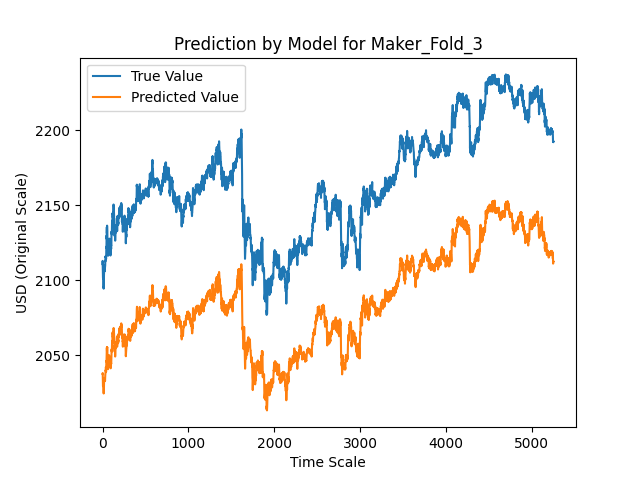 Prediction by Model for Maker_Fold_3
True Value
Predicted Value
USD (Original Scale)
2200
2150
2100
2050
0 1000 2000 3000 4000 5000
Time Scale